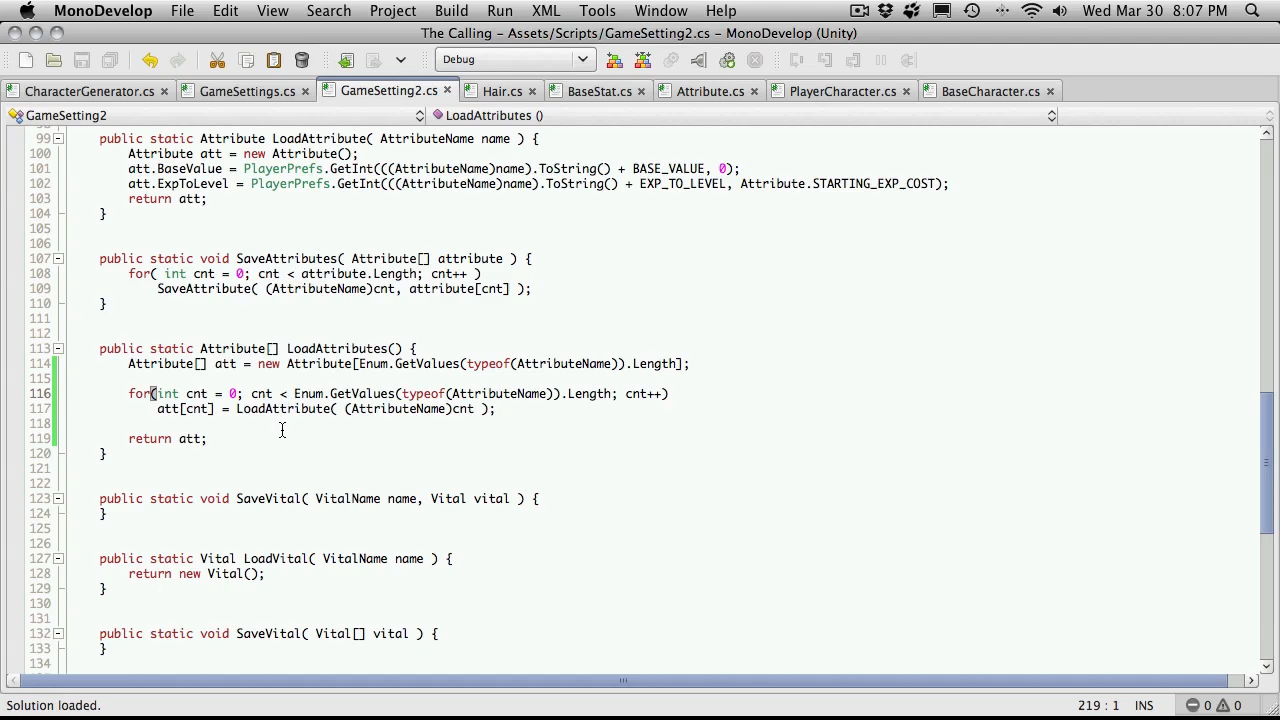 MonoDevelop File Edit View Search Project Build Run XML Tools Window Help Wed Mar 30 8:07 PM
The Calling - Assets/Scripts/GameSetting2.cs - MonoDevelop (Unity)
Debug
CharacterGenerator.cs GameSettings.cs GameSetting2.cs Hair.cs BaseStat.cs Attribute.cs PlayerCharacter.cs BaseCharacter.cs
GameSetting2 LoadAttributes ()
99 public static Attribute LoadAttribute( AttributeName name ) {
100 Attribute att = new Attribute();
101 att.BaseValue = PlayerPrefs.GetInt(((AttributeName)name).ToString() + BASE_VALUE, 0);
102 att.ExpToLevel = PlayerPrefs.GetInt(((AttributeName)name).ToString() + EXP_TO_LEVEL, Attribute.STARTING_EXP_COST);
103 return att;
104 }
105
106
107 public static void SaveAttributes( Attribute[] attribute ) {
108 for( int cnt = 0; cnt < attribute.Length; cnt++ )
109 SaveAttribute( (AttributeName)cnt, attribute[cnt] );
110 }
111
112
113 public static Attribute[] LoadAttributes() {
114 Attribute[] att = new Attribute[Enum.GetValues(typeof(AttributeName)).Length];
115
116 for(int cnt = 0; cnt < Enum.GetValues(typeof(AttributeName)).Length; cnt++)
117 att[cnt] = LoadAttribute( (AttributeName)cnt );
118
119 return att;
120 }
121
122
123 public static void SaveVital( VitalName name, Vital vital ) {
124 }
125
126
127 public static Vital LoadVital( VitalName name ) {
128 return new Vital();
129 }
130
131
132 public static void SaveVital( Vital[] vital ) {
133 }
134
Solution loaded. 219 : 1 INS 0 0